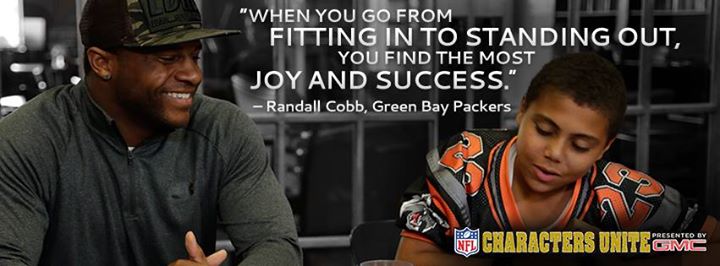 "WHEN YOU GO FROM
FITTING IN TO STANDING OUT,
YOU FIND THE MOST
JOY AND SUCCESS."
– Randall Cobb, Green Bay Packers
23
NFL CHARACTERS UNITE PRESENTED BY GMC